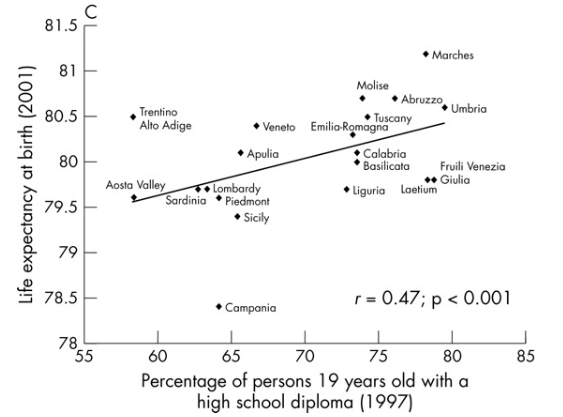 C
Life expectancy at birth (2001)
81.5
81
80.5
80
79.5
79
78.5
78
Marches
Molise
Abruzzo
Umbria
Trentino
Alto Adige
Tuscany
Veneto
Emilia-Romagna
Apulia
Calabria
Basilicata
Fruili Venezia
Giulia
Laetium
Liguria
Aosta Valley
Sardinia
Lombardy
Piedmont
Sicily
Campania
r = 0.47; p < 0.001
55 60 65 70 75 80 85
Percentage of persons 19 years old with a
high school diploma (1997)